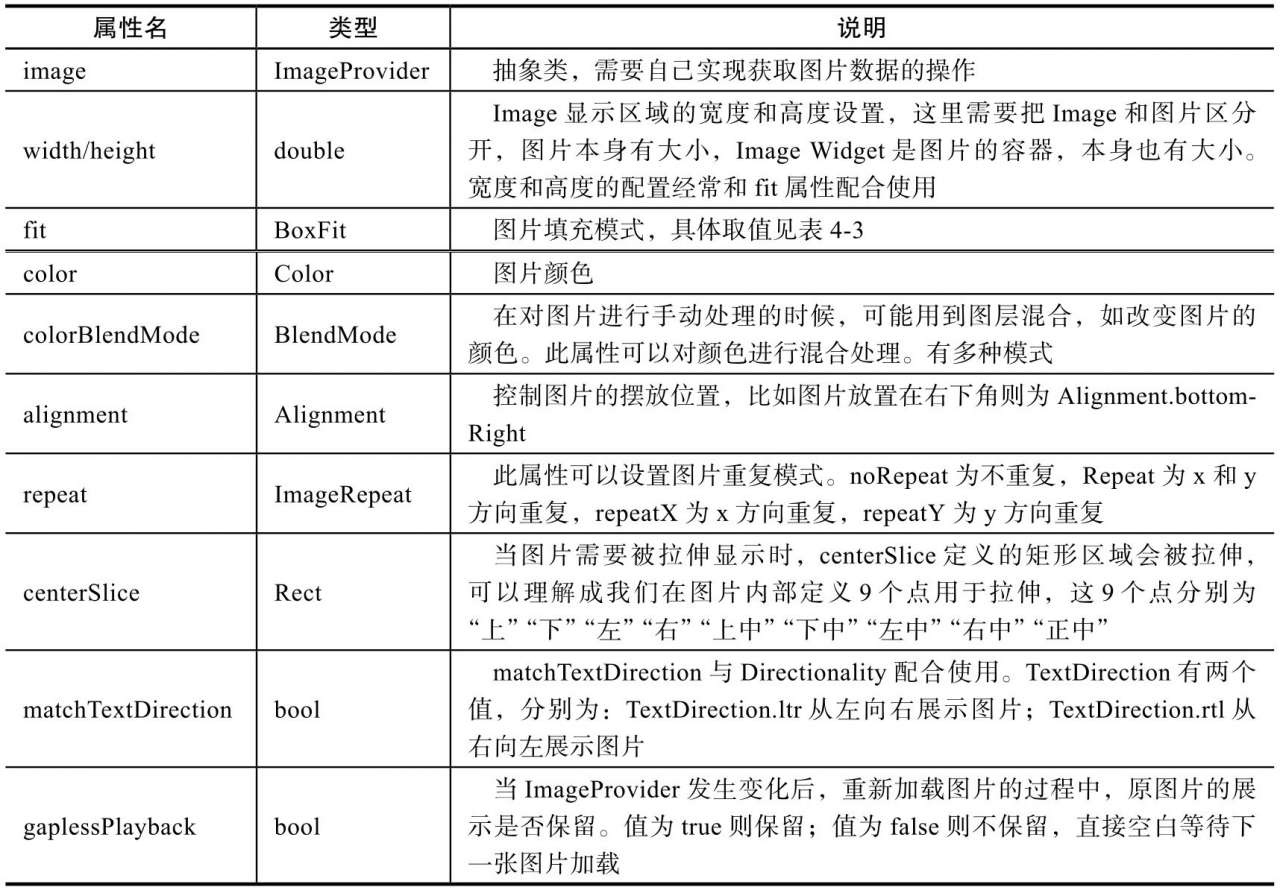 属性名 类型 说明
image ImageProvider 抽象类，需要自己实现获取图片数据的操作
width/height double Image 显示区域的宽度和高度设置，这里需要把 Image 和图片区分
开，图片本身有大小，Image Widget 是图片的容器，本身也有大小。
宽度和高度的配置经常和 fit 属性配合使用
fit BoxFit 图片填充模式，具体取值见表 4-3
color Color 图片颜色
colorBlendMode BlendMode 在对图片进行手动处理的时候，可能用到图层混合，如改变图片的
颜色。此属性可以对颜色进行混合处理。有多种模式
alignment Alignment 控制图片的摆放位置，比如图片放置在右下角则为 Alignment.bottom-
Right
repeat ImageRepeat 此属性可以设置图片重复模式。noRepeat 为不重复，Repeat 为 x 和 y
方向重复，repeatX 为 x 方向重复，repeatY 为 y 方向重复
centerSlice Rect 当图片需要被拉伸显示时，centerSlice 定义的矩形区域会被拉伸，
可以理解成我们在图片内部定义 9 个点用于拉伸，这 9 个点分别为
“上”“下”“左”“右”“上中”“下中”“左中”“右中”“正中”
matchTextDirection bool matchTextDirection 与 Directionality 配合使用。TextDirection 有两个
值，分别为：TextDirection.ltr 从左向右展示图片；TextDirection.rtl 从
右向左展示图片
gaplessPlayback bool 当 ImageProvider 发生变化后，重新加载图片的过程中，原图片的展
示是否保留。值为 true 则保留；值为 false 则不保留，直接空白等待下
一张图片加载